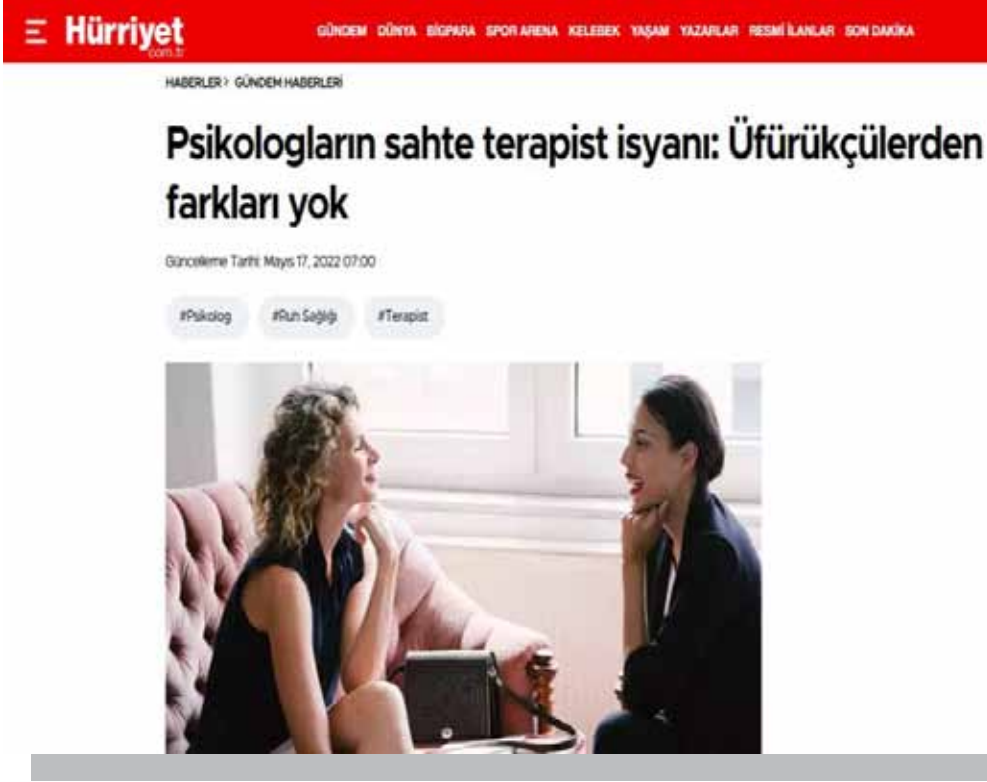 Hürriyet
com.tr
GÜNDEM DÜNYA BİGPARA SPOR ARENA KELEBEK YAŞAM YAZARLAR RESMİ İLANLAR SON DAKİKA
HABERLER > GÜNDEM HABERLERİ
Psikologların sahte terapist isyanı: Üfürükçülerden
farkları yok
Güncelleme Tarihi: Mayıs 17, 2022 07:00
#Psikolog #Ruh Sağlığı #Terapist